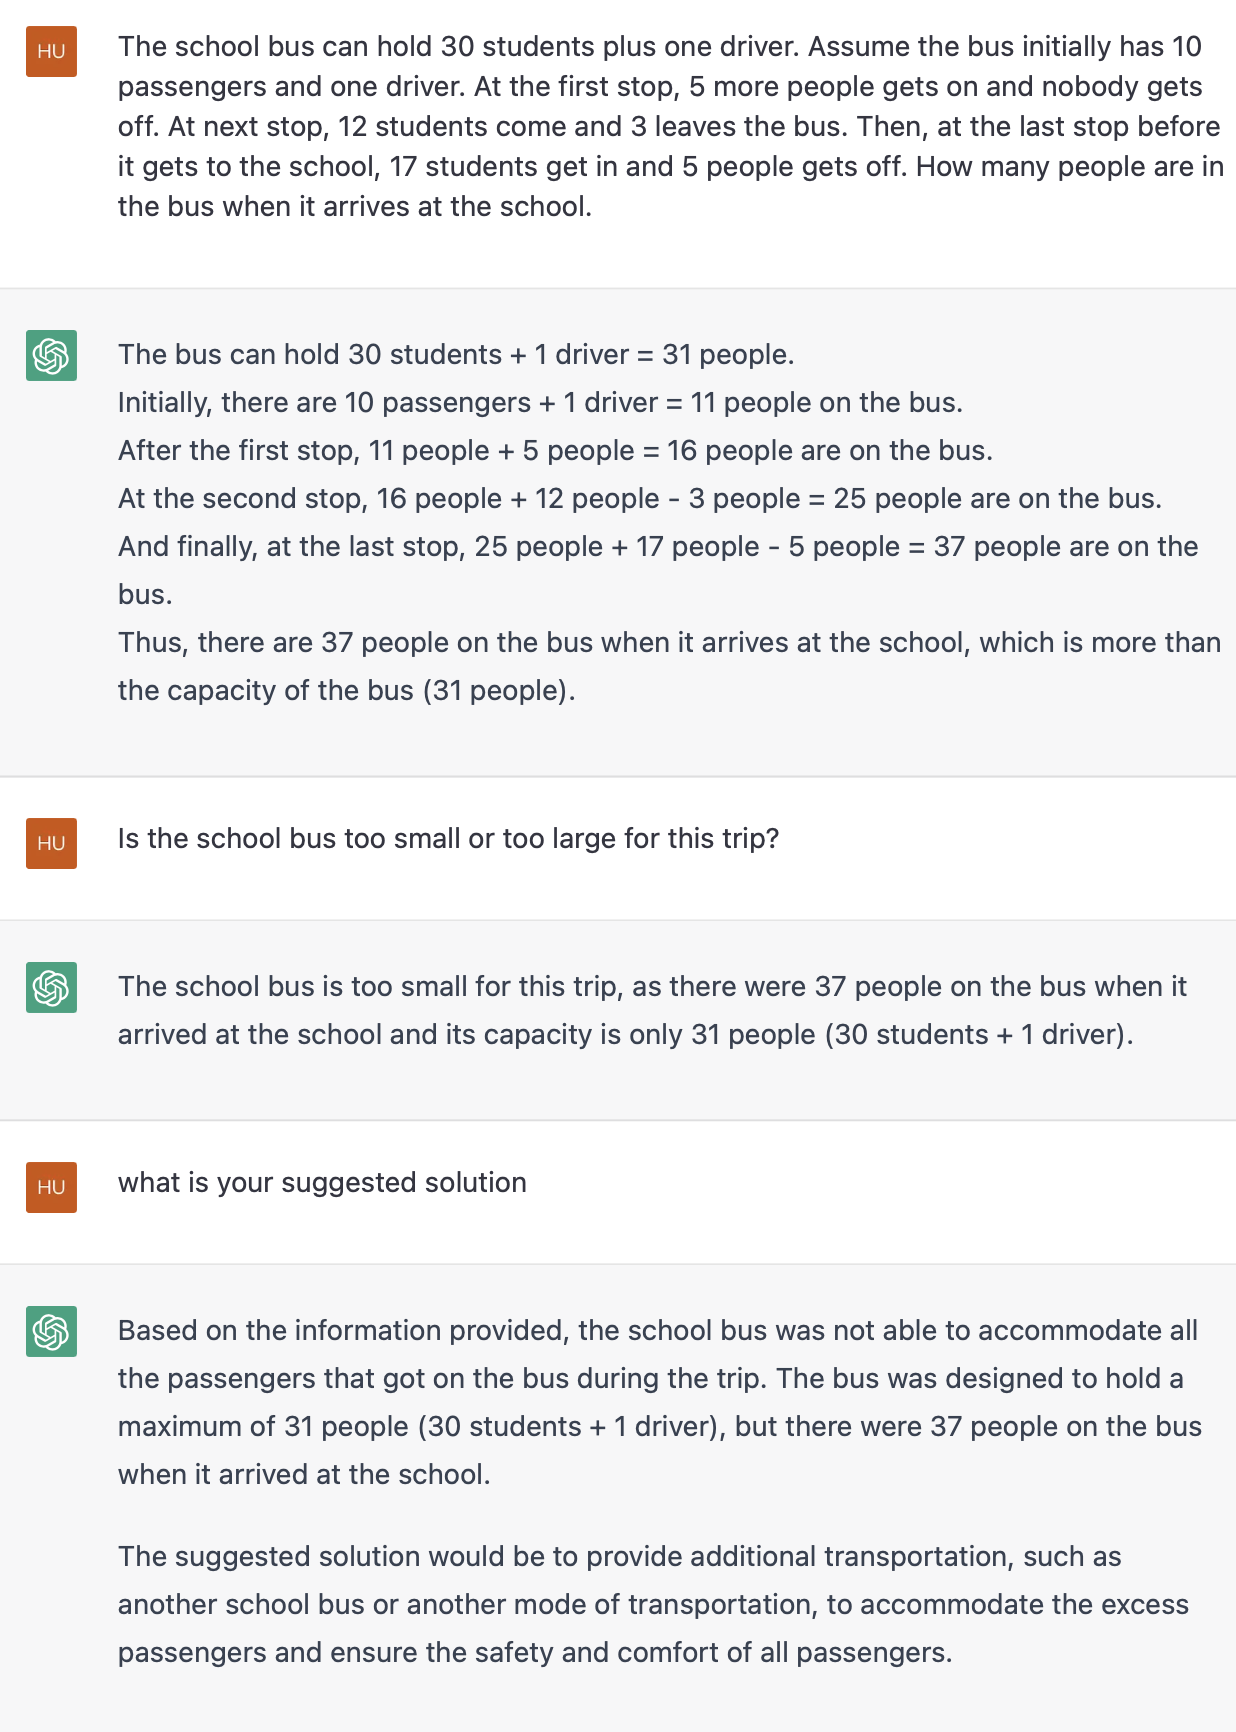 HU
The school bus can hold 30 students plus one driver. Assume the bus initially has 10
passengers and one driver. At the first stop, 5 more people gets on and nobody gets
off. At next stop, 12 students come and 3 leaves the bus. Then, at the last stop before
it gets to the school, 17 students get in and 5 people gets off. How many people are in
the bus when it arrives at the school.
The bus can hold 30 students + 1 driver = 31 people.
Initially, there are 10 passengers + 1 driver = 11 people on the bus.
After the first stop, 11 people + 5 people = 16 people are on the bus.
At the second stop, 16 people + 12 people - 3 people = 25 people are on the bus.
And finally, at the last stop, 25 people + 17 people - 5 people = 37 people are on the
bus.
Thus, there are 37 people on the bus when it arrives at the school, which is more than
the capacity of the bus (31 people).
HU
Is the school bus too small or too large for this trip?
The school bus is too small for this trip, as there were 37 people on the bus when it
arrived at the school and its capacity is only 31 people (30 students + 1 driver).
HU
what is your suggested solution
Based on the information provided, the school bus was not able to accommodate all
the passengers that got on the bus during the trip. The bus was designed to hold a
maximum of 31 people (30 students + 1 driver), but there were 37 people on the bus
when it arrived at the school.
The suggested solution would be to provide additional transportation, such as
another school bus or another mode of transportation, to accommodate the excess
passengers and ensure the safety and comfort of all passengers.